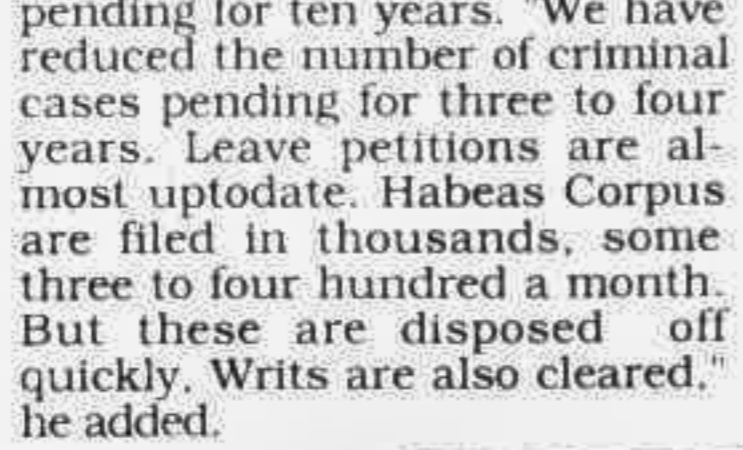 pending for ten years. "We have
reduced the number of criminal
cases pending for three to four
years. Leave petitions are al-
most uptodate. Habeas Corpus
are filed in thousands, some
three to four hundred a month.
But these are disposed off
quickly. Writs are also cleared,"
he added.